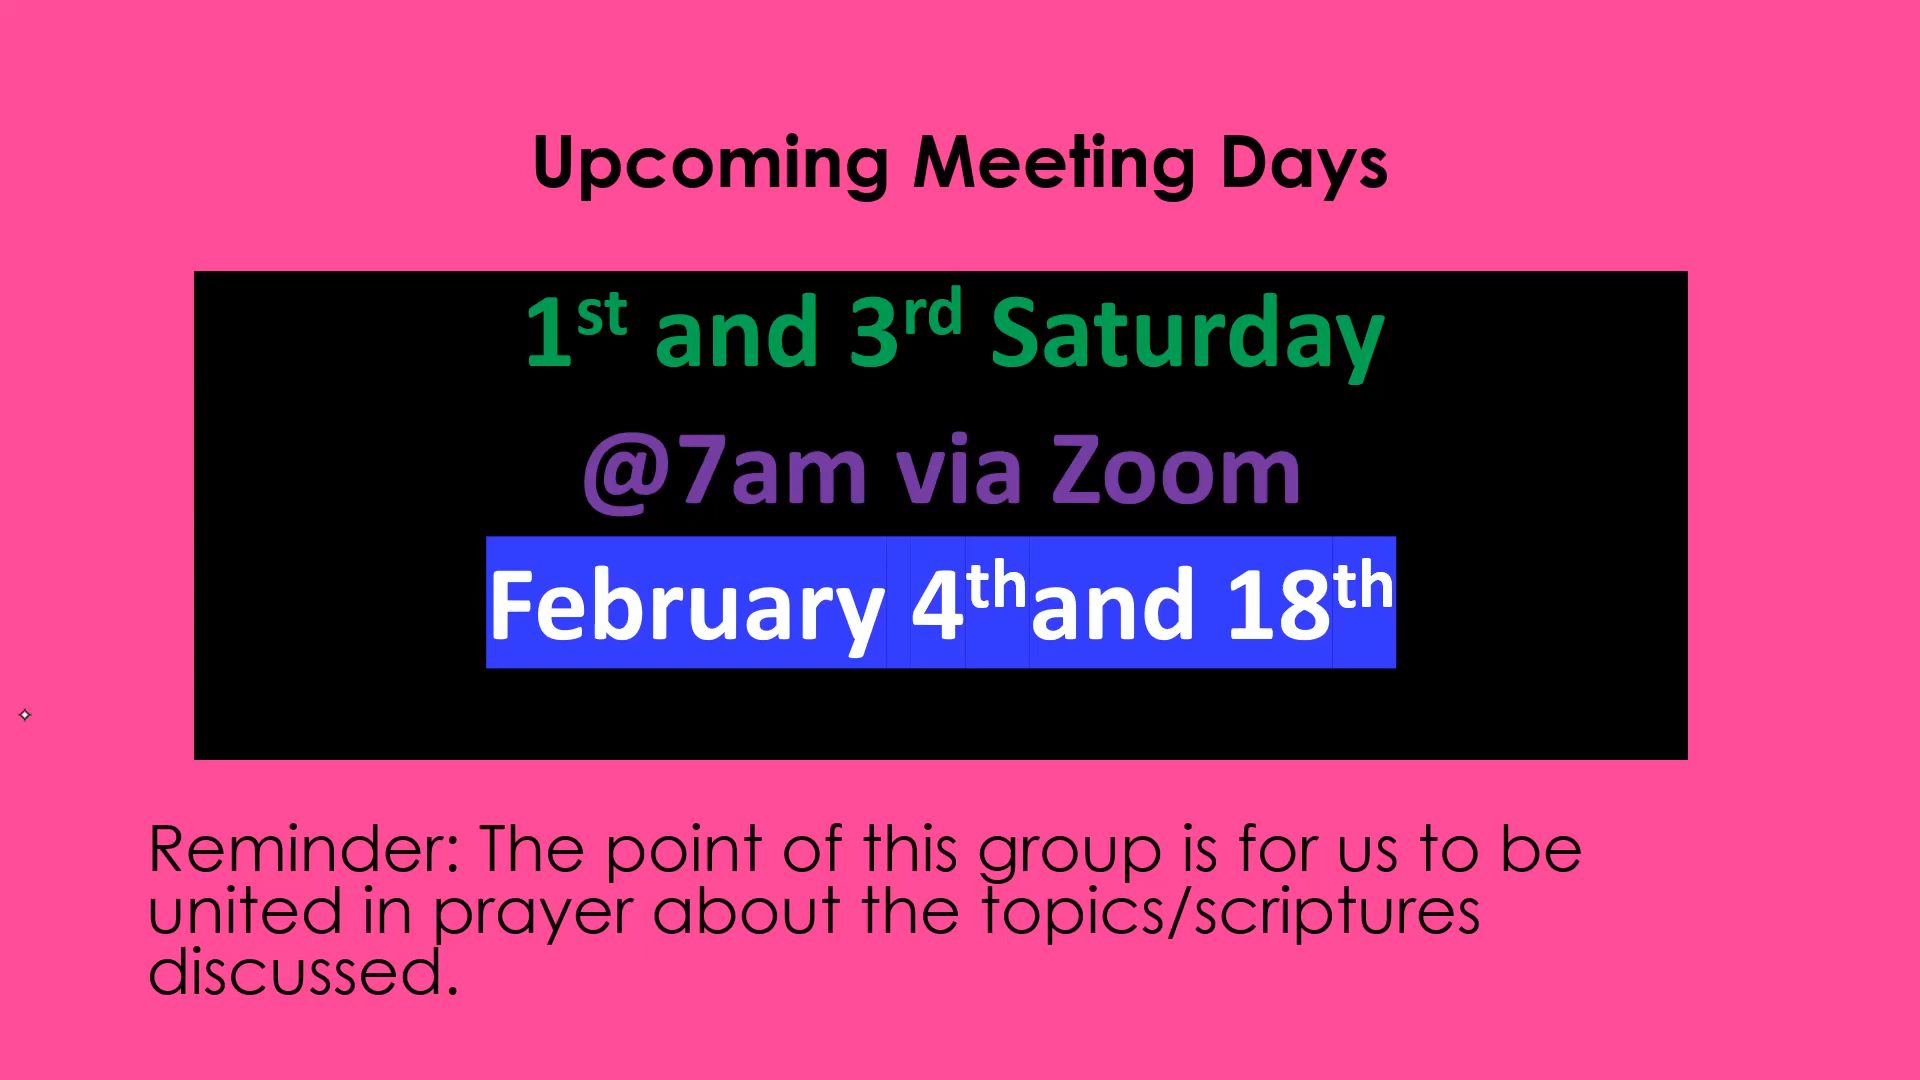 Upcoming Meeting Days
1st and 3rd Saturday
@7am via Zoom
February 4thand 18th
Reminder: The point of this group is for us to be
united in prayer about the topics/scriptures
discussed.